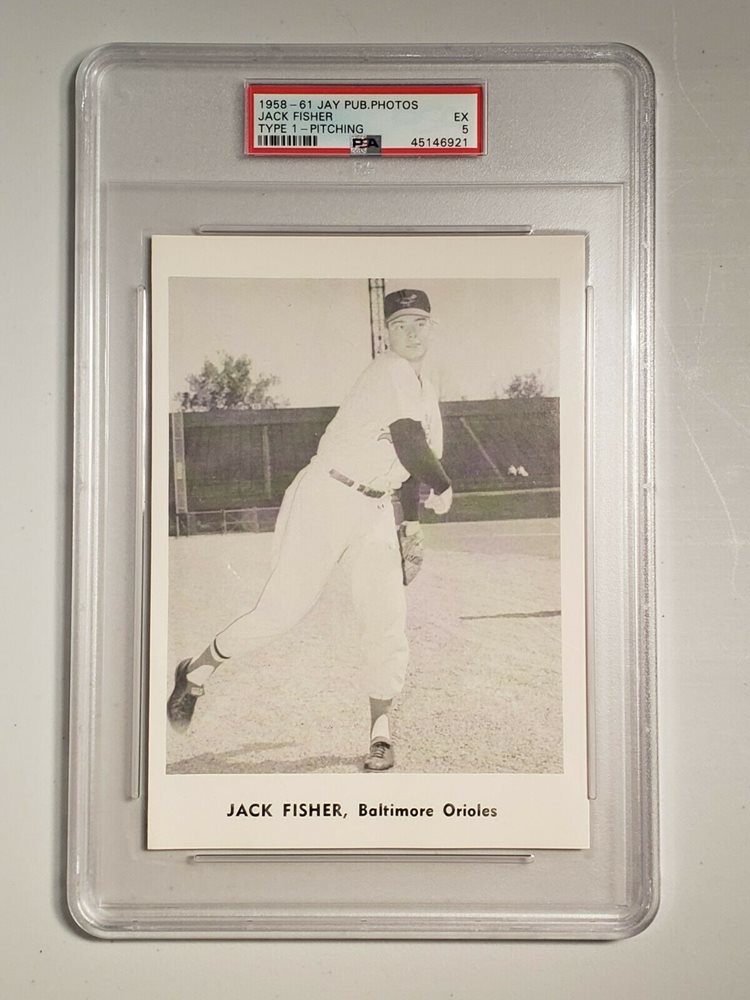 1958-61 JAY PUB.PHOTOS
JACK FISHER EX
TYPE 1-PITCHING 5
PSA 45146921
JACK FISHER, Baltimore Orioles